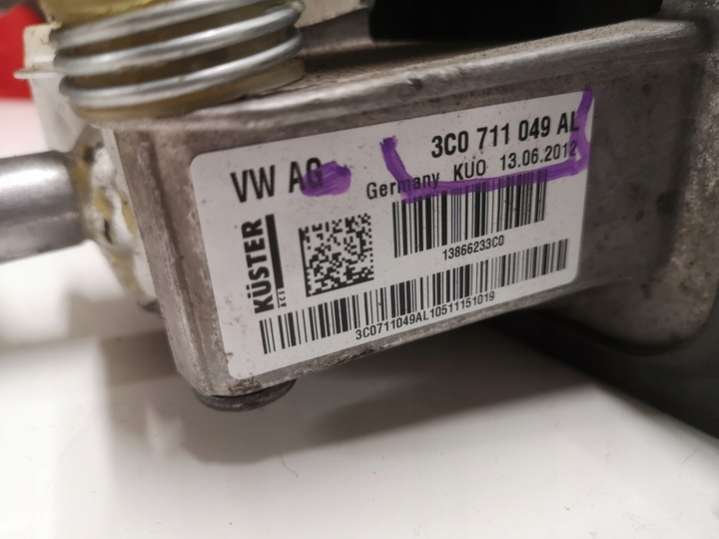 3C0 711 049 AL
VW AG
Germany KUO 13.06.2012
KÜSTER
13866233C0
3C0711049AL10511151019